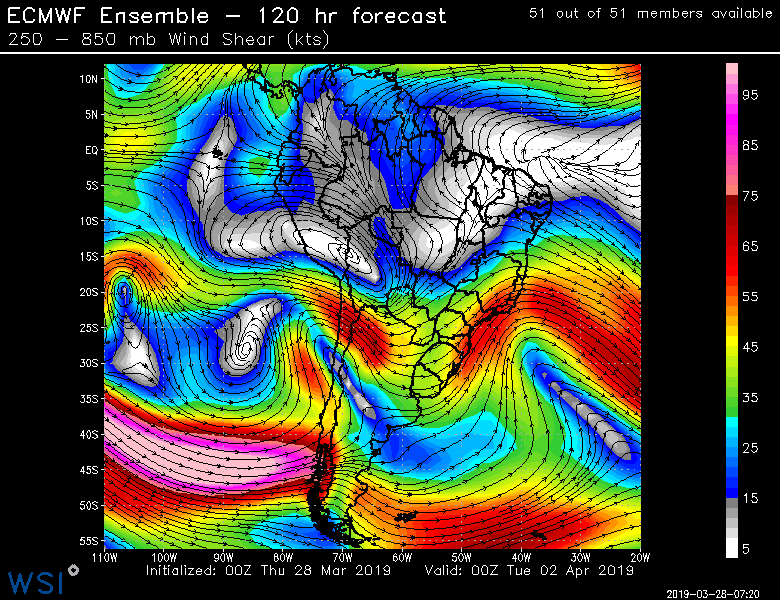 ECMWF Ensemble – 120 hr forecast
51 out of 51 members available
250 – 850 mb Wind Shear (kts)
10N
5N
EQ
5S
10S
15S
20S
25S
30S
35S
40S
45S
50S
55S
110W 100W 90W 80W 70W 60W 50W 40W 30W 20W
95
85
75
65
55
45
35
25
15
5
Initialized: 00Z Thu 28 Mar 2019 Valid: 00Z Tue 02 Apr 2019
WSI
2019-03-28-07:20